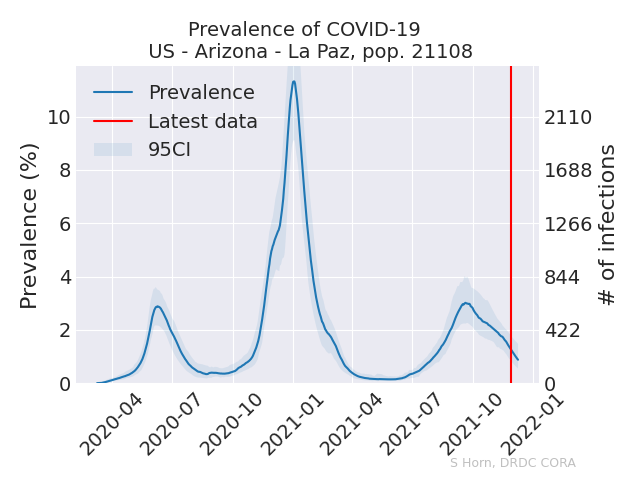 Prevalence of COVID-19
US - Arizona - La Paz, pop. 21108
Prevalence
Latest data
95CI
Prevalence (%)
10
8
6
4
2
0
2110
1688
1266
844
422
0
# of infections
2020-04
2020-07
2020-10
2021-01
2021-04
2021-07
2021-10
2022-01
S Horn, DRDC CORA